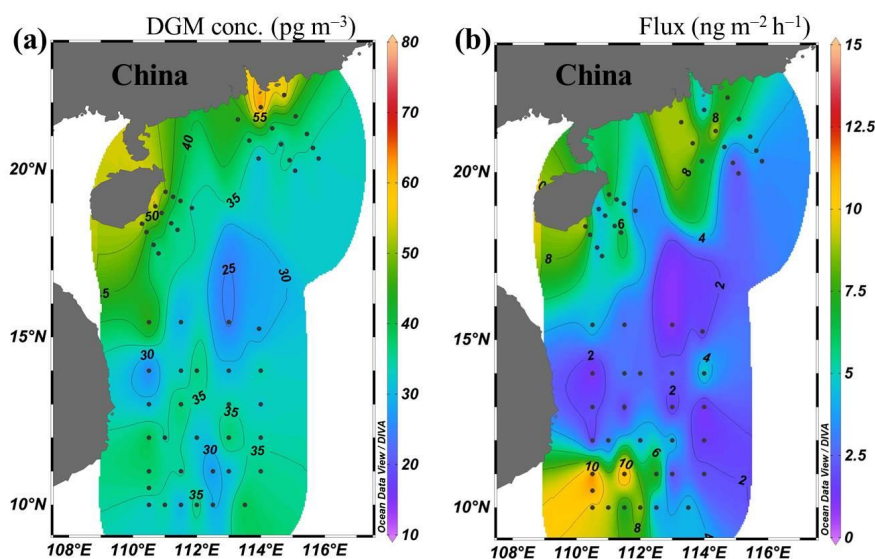 (a) DGM conc. (pg m–3)
China
80
70
60
50
40
30
20
10
55
40
35
50
25
30
30
35
35
35
30
35
20°N
15°N
10°N
108°E 110°E 112°E 114°E 116°E
Ocean Data View / DIVA
(b) Flux (ng m–2 h–1)
China
15
12.5
10
7.5
5
2.5
0
8
8
6
4
8
2
2
4
2
10
10
6
2
8
20°N
15°N
10°N
108°E 110°E 112°E 114°E 116°E
Ocean Data View / DIVA